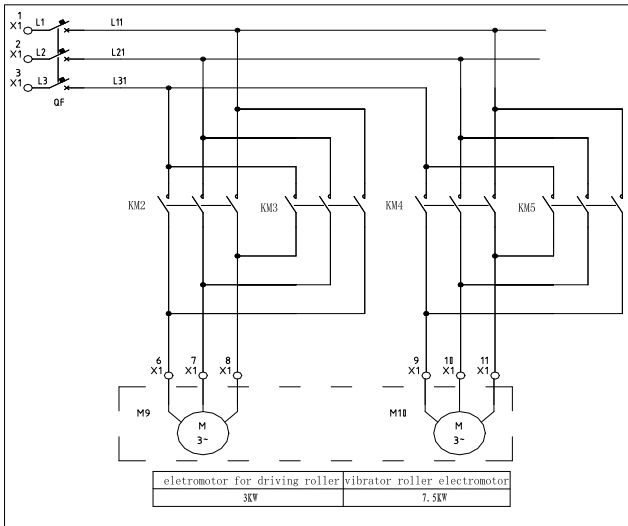 1
X1 L1 L11
2
X1 L2 L21
3
X1 L3 L31
QF
KM2 KM3 KM4 KM5
6 7 8 9 10 11
X1 X1 X1 X1 X1 X1
M9 M M10 M
3~ 3~
eletromotor for driving roller vibrator roller electromotor
3KW 7.5KW